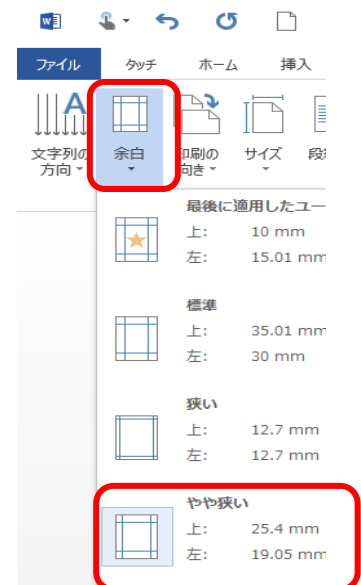 ファイル タッチ ホーム 挿入
文字列の 余白 印刷の サイズ
方向 向き
最後に適用したユー
上: 10 mm
左: 15.01 mm
標準
上: 35.01 mm
左: 30 mm
狭い
上: 12.7 mm
左: 12.7 mm
やや狭い
上: 25.4 mm
左: 19.05 mm